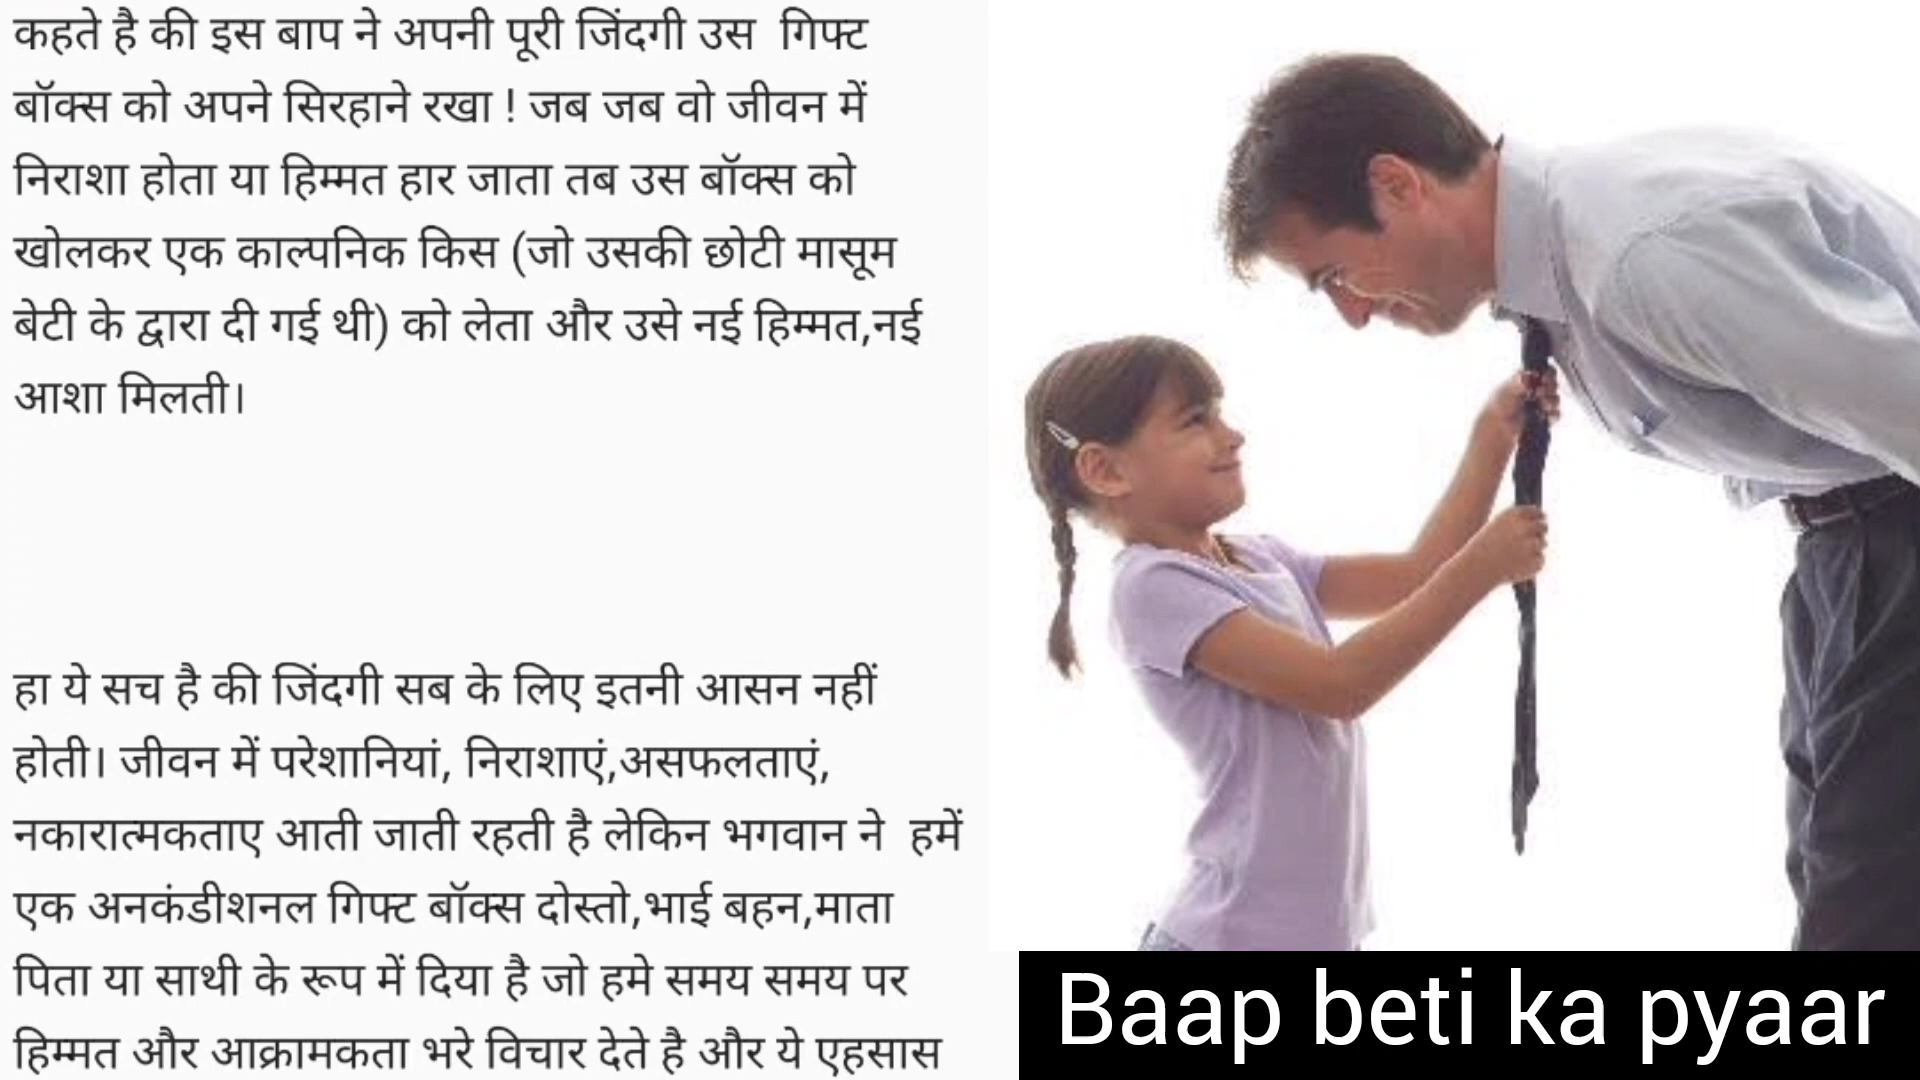 कहते है की इस बाप ने अपनी पूरी जिंदगी उस गिफ्ट
बॉक्स को अपने सिरहाने रखा ! जब जब वो जीवन में
निराशा होता या हिम्मत हार जाता तब उस बॉक्स को
खोलकर एक काल्पनिक किस (जो उसकी छोटी मासूम
बेटी के द्वारा दी गई थी) को लेता और उसे नई हिम्मत,नई
आशा मिलती।
हा ये सच है की जिंदगी सब के लिए इतनी आसन नहीं
होती। जीवन में परेशानियां, निराशाएं,असफलताएं,
नकारात्मकताए आती जाती रहती है लेकिन भगवान ने हमें
एक अनकंडीशनल गिफ्ट बॉक्स दोस्तो,भाई बहन,माता
पिता या साथी के रूप में दिया है जो हमे समय समय पर
हिम्मत और आक्रामकता भरे विचार देते है और ये एहसास
Baap beti ka pyaar